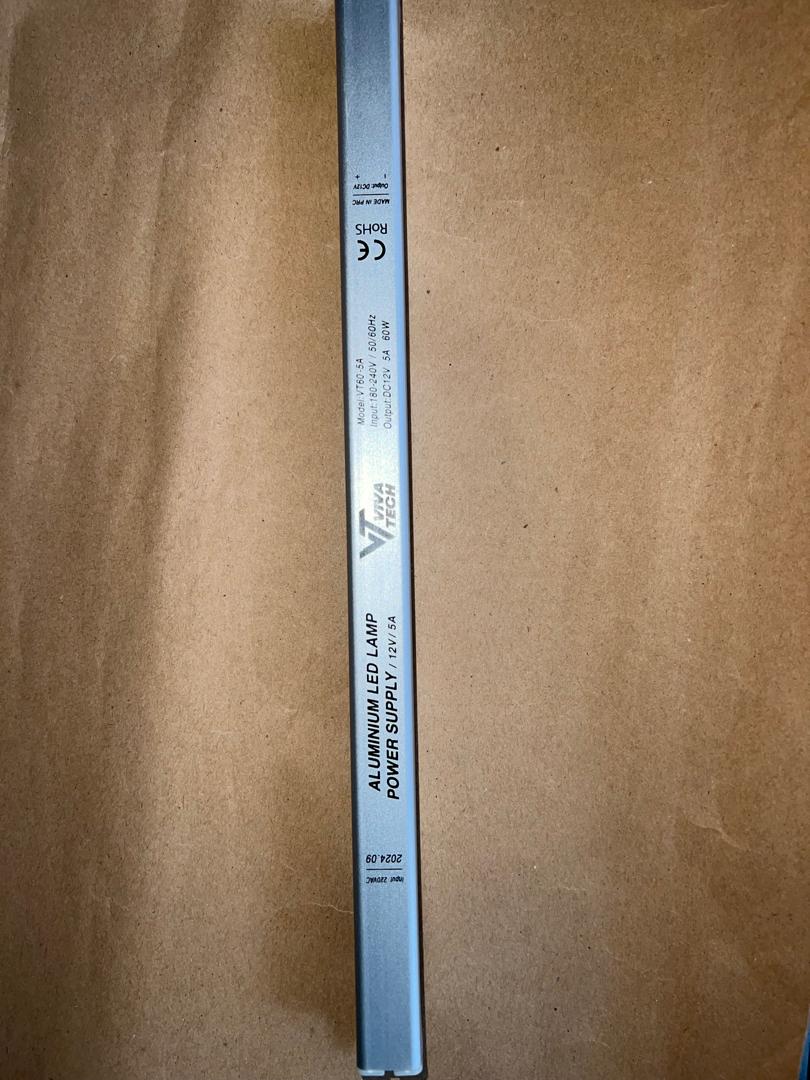 Input: 220VAC
2024.09
ALUMINIUM LED LAMP
POWER SUPPLY / 12V / 5A
VT VIVA
TECH
Model:VT60-5A
Input:180-240V / 50/60Hz
Output:DC12V 5A 60W
CE
RoHS
MADE IN PRC
Output: DC12V
- +